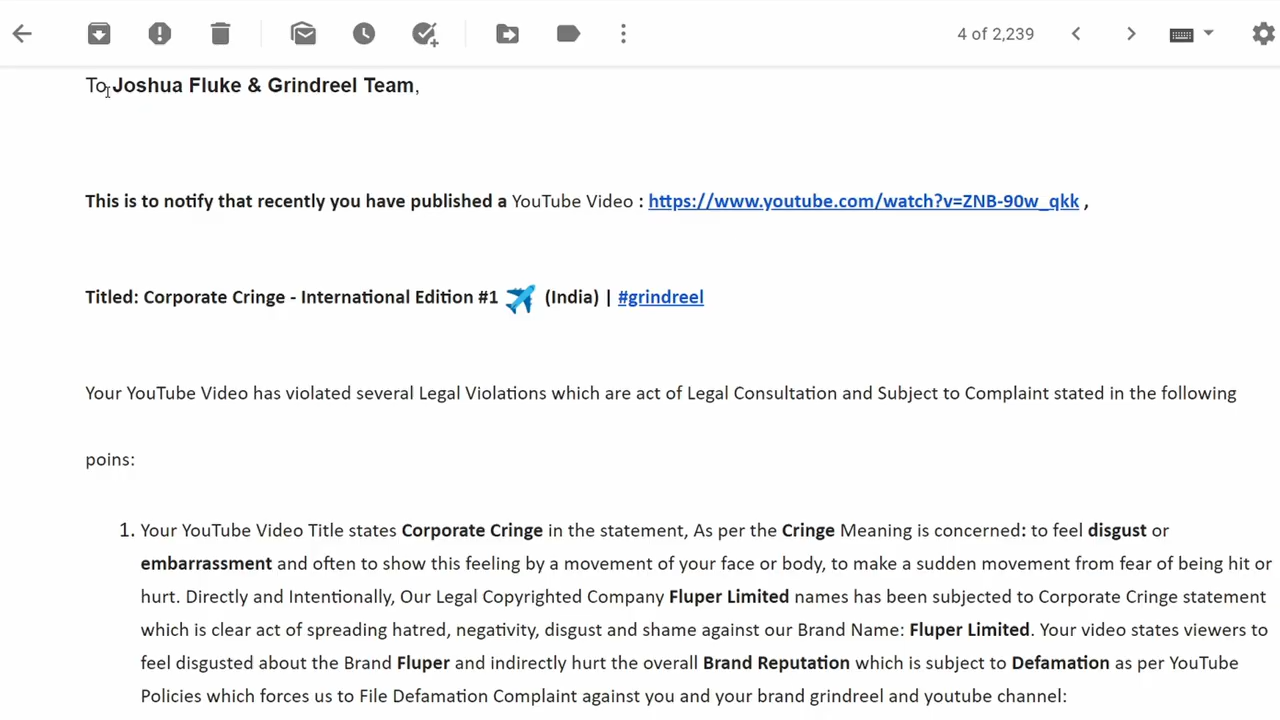 4 of 2,239
To Joshua Fluke & Grindreel Team,
This is to notify that recently you have published a YouTube Video : https://www.youtube.com/watch?v=ZNB-90w_qkk ,
Titled: Corporate Cringe - International Edition #1 ✈️ (India) | #grindreel
Your YouTube Video has violated several Legal Violations which are act of Legal Consultation and Subject to Complaint stated in the following
poins:
1. Your YouTube Video Title states Corporate Cringe in the statement, As per the Cringe Meaning is concerned: to feel disgust or
embarrassment and often to show this feeling by a movement of your face or body, to make a sudden movement from fear of being hit or
hurt. Directly and Intentionally, Our Legal Copyrighted Company Fluper Limited names has been subjected to Corporate Cringe statement
which is clear act of spreading hatred, negativity, disgust and shame against our Brand Name: Fluper Limited. Your video states viewers to
feel disgusted about the Brand Fluper and indirectly hurt the overall Brand Reputation which is subject to Defamation as per YouTube
Policies which forces us to File Defamation Complaint against you and your brand grindreel and youtube channel: